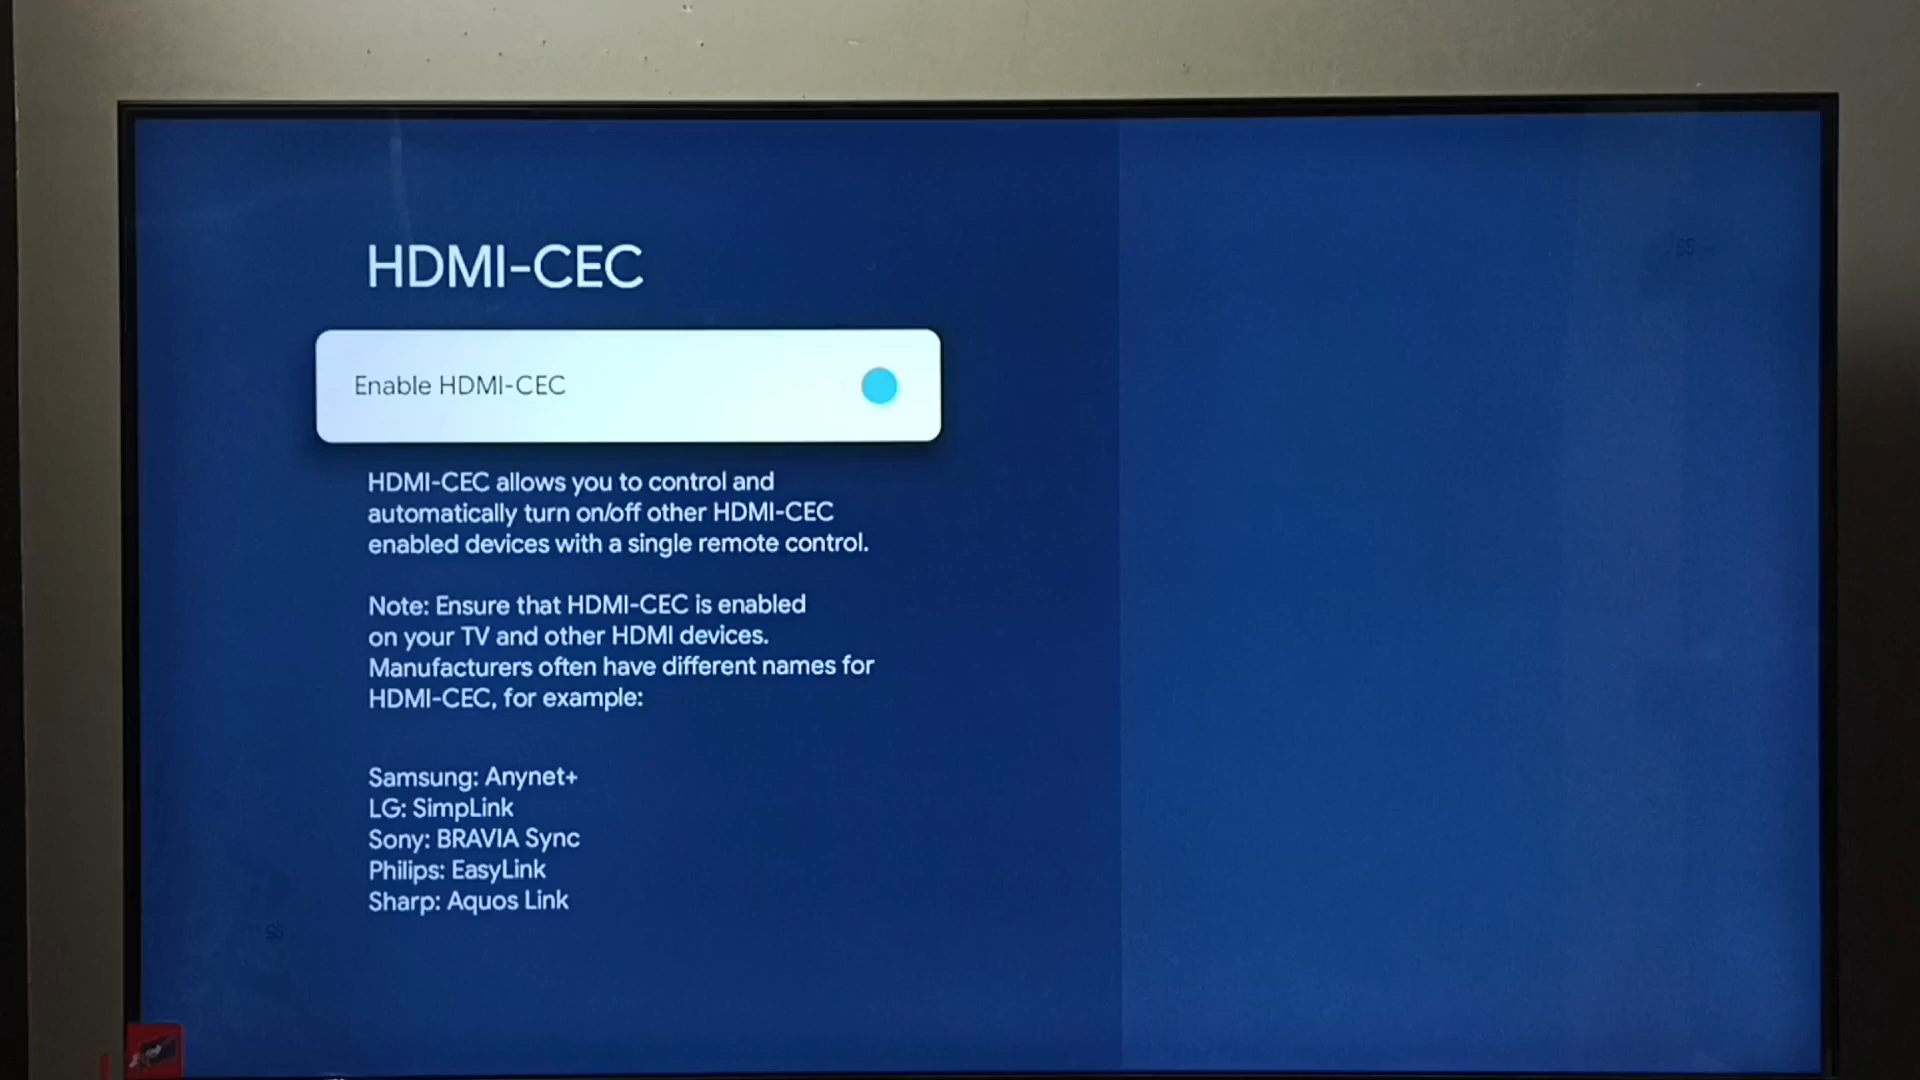 HDMI-CEC
Enable HDMI-CEC
HDMI-CEC allows you to control and
automatically turn on/off other HDMI-CEC
enabled devices with a single remote control.
Note: Ensure that HDMI-CEC is enabled
on your TV and other HDMI devices.
Manufacturers often have different names for
HDMI-CEC, for example:
Samsung: Anynet+
LG: SimpLink
Sony: BRAVIA Sync
Philips: EasyLink
Sharp: Aquos Link